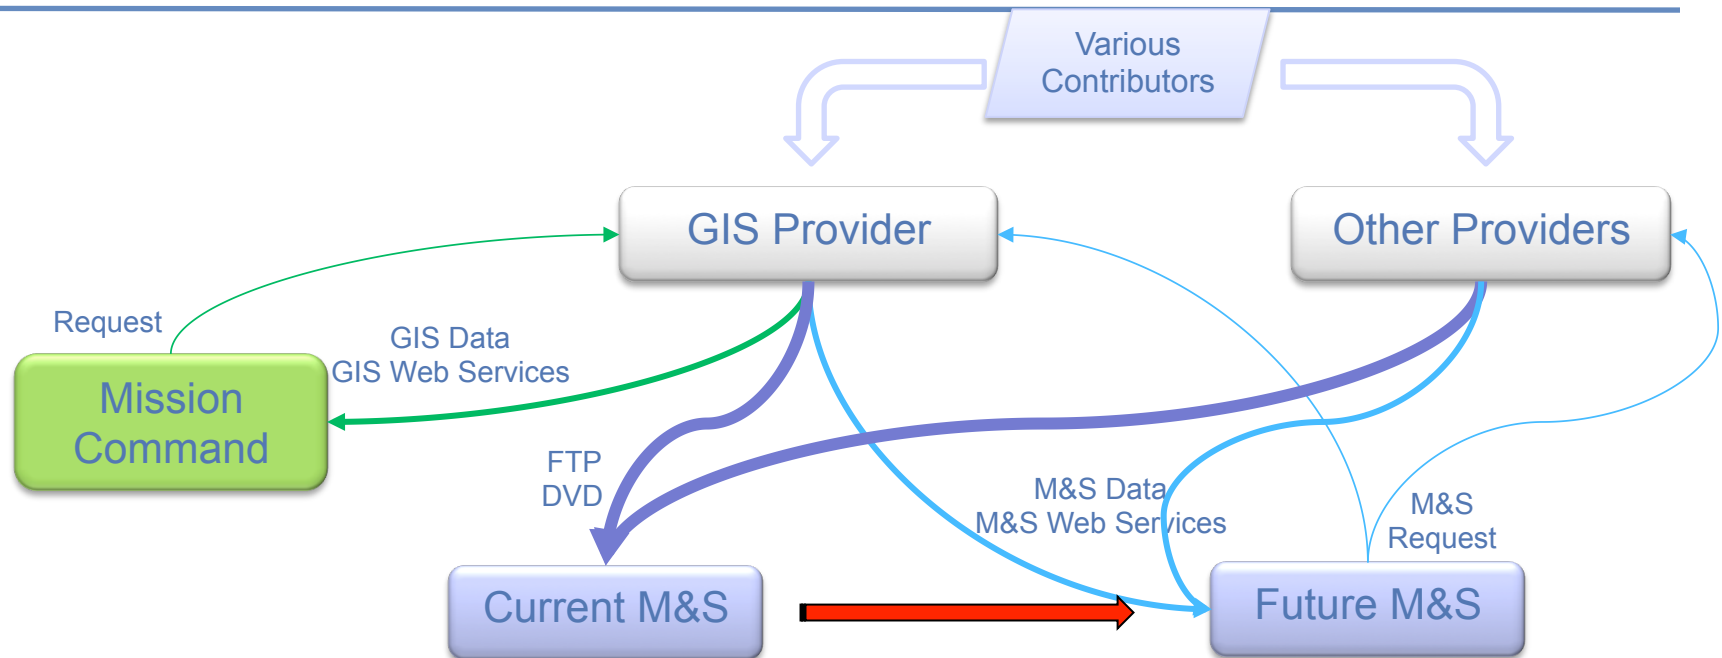 Various
Contributors
GIS Provider
Other Providers
Request
GIS Data
GIS Web Services
Mission
Command
FTP
DVD
M&S Data
M&S Web Services
M&S
Request
Current M&S
Future M&S